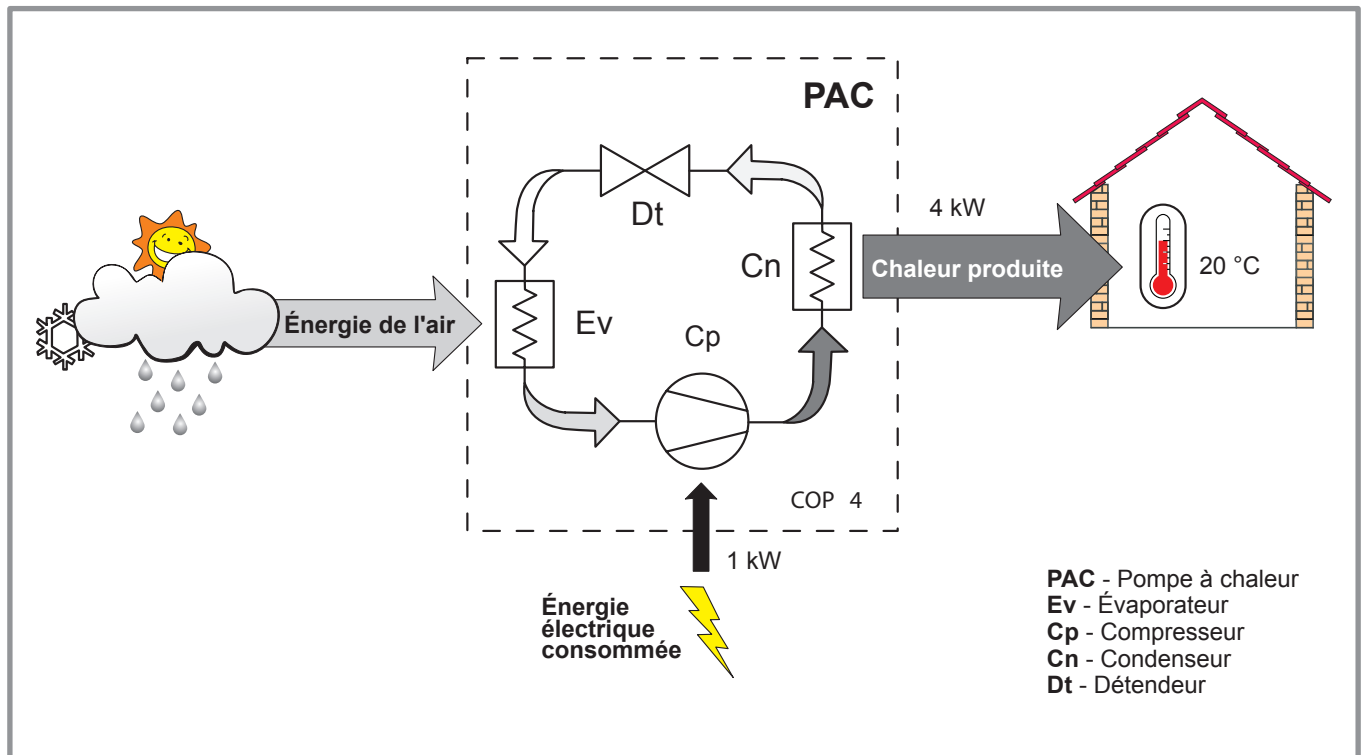 PAC
Dt
4 kW
Cn
Chaleur produite
20 °C
Énergie de l'air
Ev
Cp
COP 4
1 kW
Énergie
électrique
consommée
PAC - Pompe à chaleur
Ev - Évaporateur
Cp - Compresseur
Cn - Condenseur
Dt - Détendeur